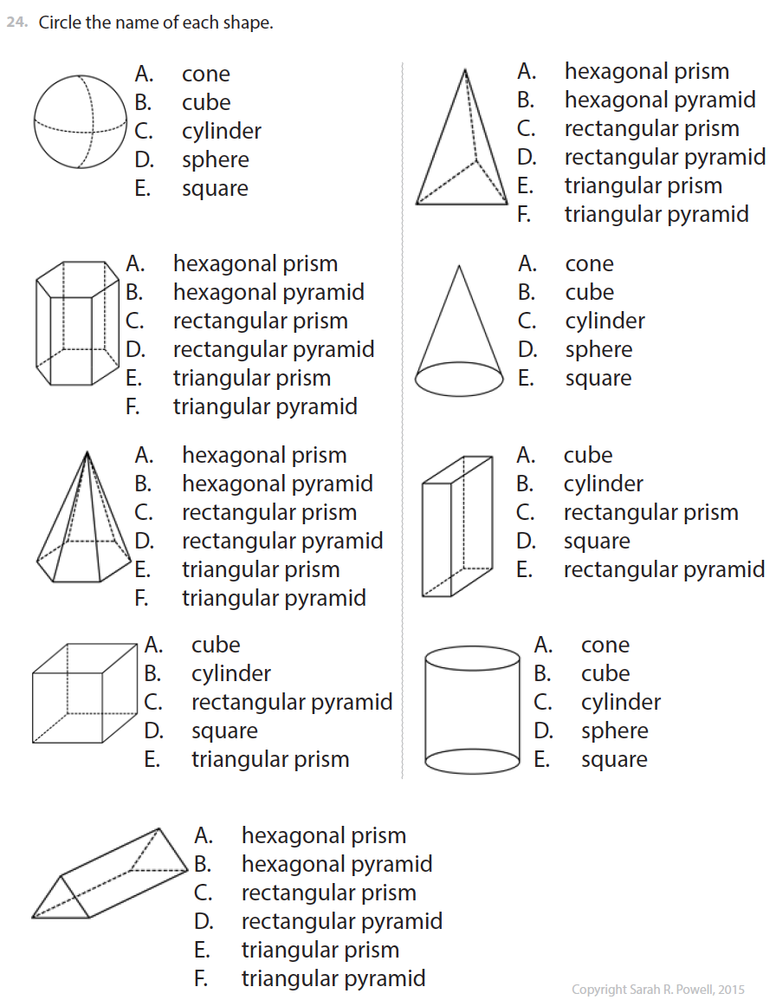 24. Circle the name of each shape.
A. cone
B. cube
C. cylinder
D. sphere
E. square
A. hexagonal prism
B. hexagonal pyramid
C. rectangular prism
D. rectangular pyramid
E. triangular prism
F. triangular pyramid
A. hexagonal prism
B. hexagonal pyramid
C. rectangular prism
D. rectangular pyramid
E. triangular prism
F. triangular pyramid
A. cone
B. cube
C. cylinder
D. sphere
E. square
A. hexagonal prism
B. hexagonal pyramid
C. rectangular prism
D. rectangular pyramid
E. triangular prism
F. triangular pyramid
A. cube
B. cylinder
C. rectangular prism
D. square
E. rectangular pyramid
A. cube
B. cylinder
C. rectangular pyramid
D. square
E. triangular prism
A. cone
B. cube
C. cylinder
D. sphere
E. square
A. hexagonal prism
B. hexagonal pyramid
C. rectangular prism
D. rectangular pyramid
E. triangular prism
F. triangular pyramid
Copyright Sarah R. Powell, 2015